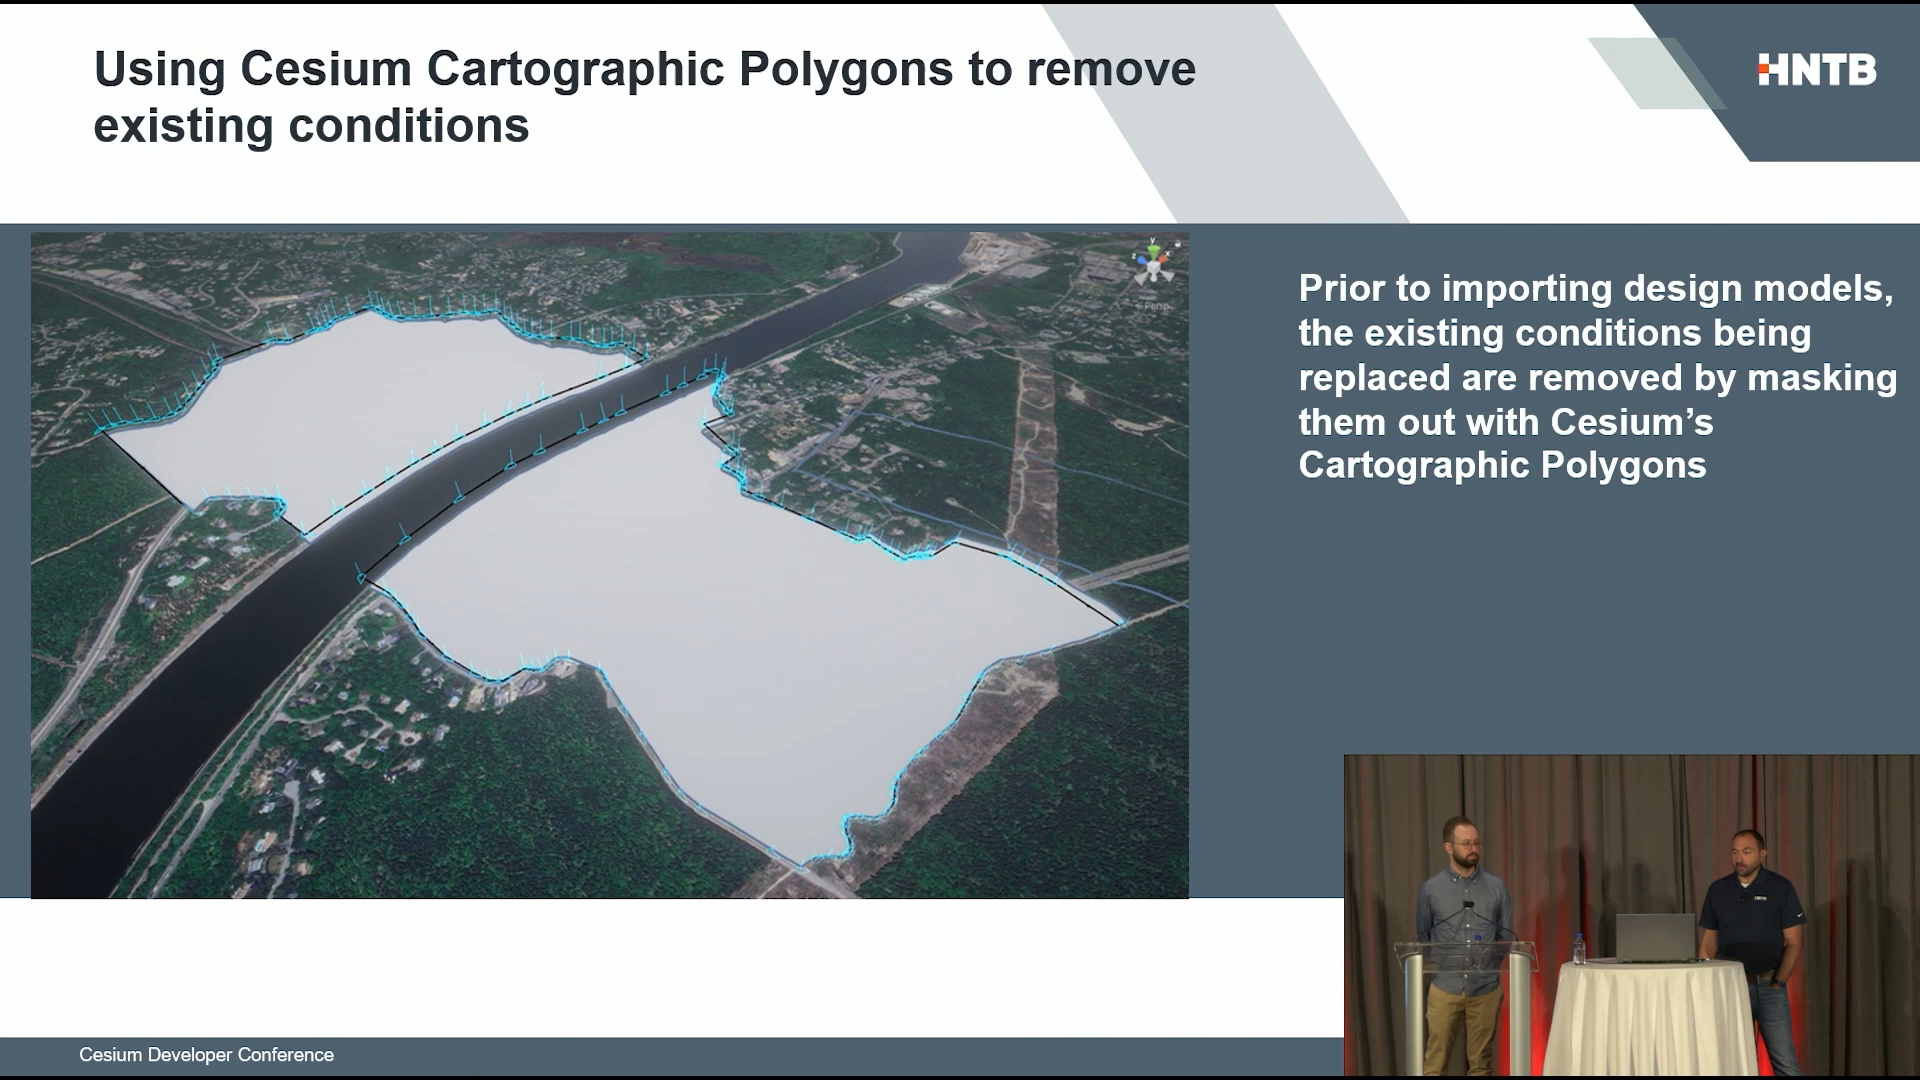 Using Cesium Cartographic Polygons to remove
existing conditions
HNTB
Prior to importing design models,
the existing conditions being
replaced are removed by masking
them out with Cesium’s
Cartographic Polygons
y
z
x
Persp
Cesium Developer Conference